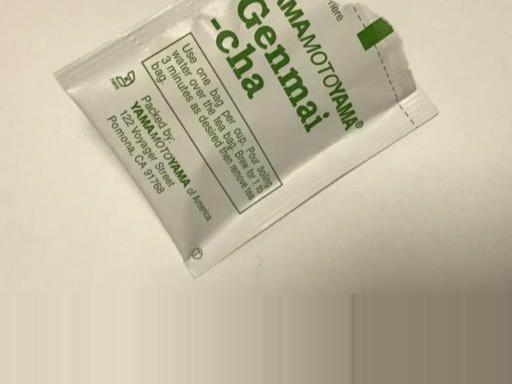 YAMAMOTOYAMA®
Genmai
-cha
Use one bag per cup. Pour boiling
water over the tea bag. Brew for 1 to
3 minutes as desired then remove tea
bag.
Packed by:
YAMAMOTOYAMA of America
122 Voyager Street
Pomona, CA 91768